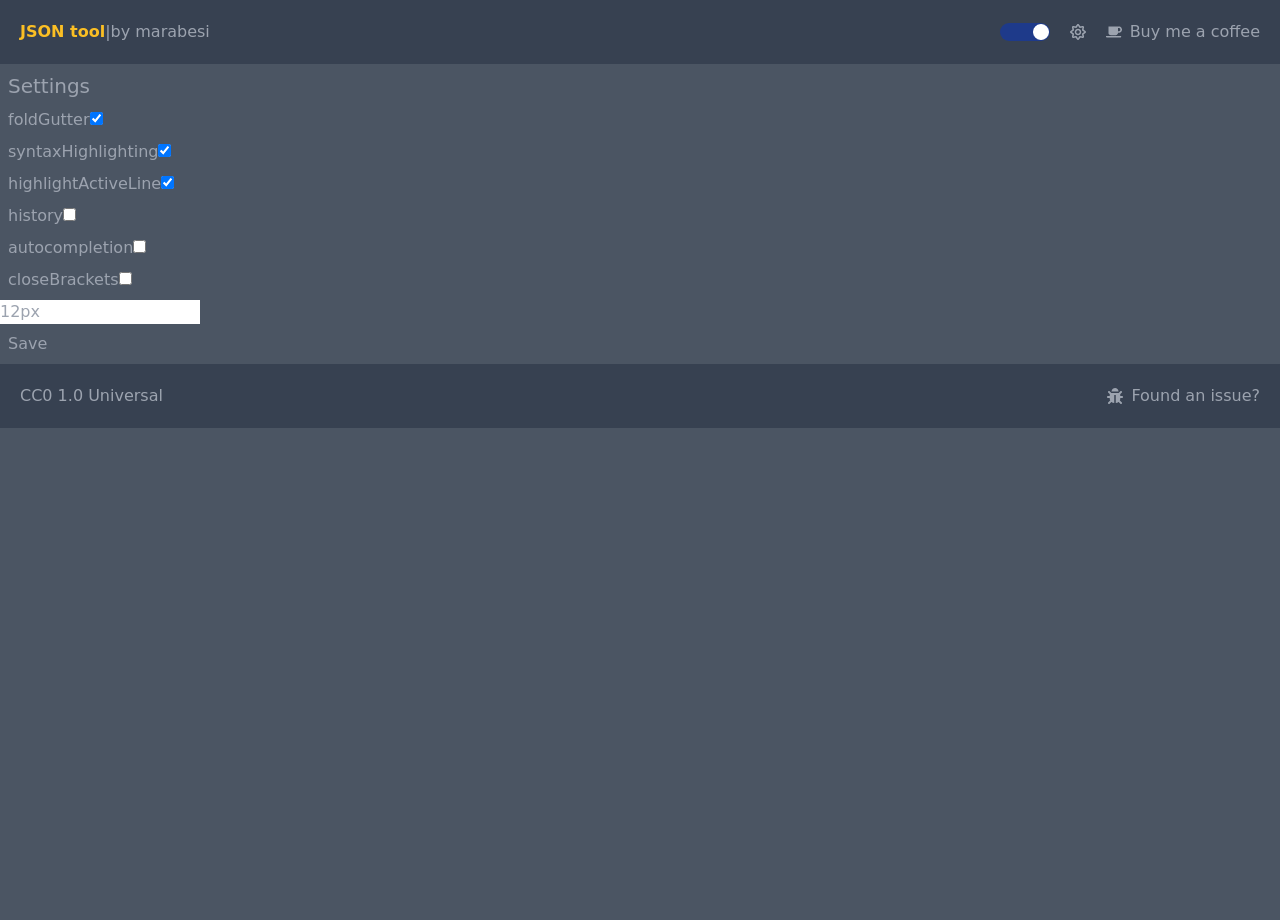 JSON tool|by marabesi
Buy me a coffee
Settings
foldGutter
syntaxHighlighting
highlightActiveLine
history
autocompletion
closeBrackets
12px
Save
CC0 1.0 Universal
Found an issue?